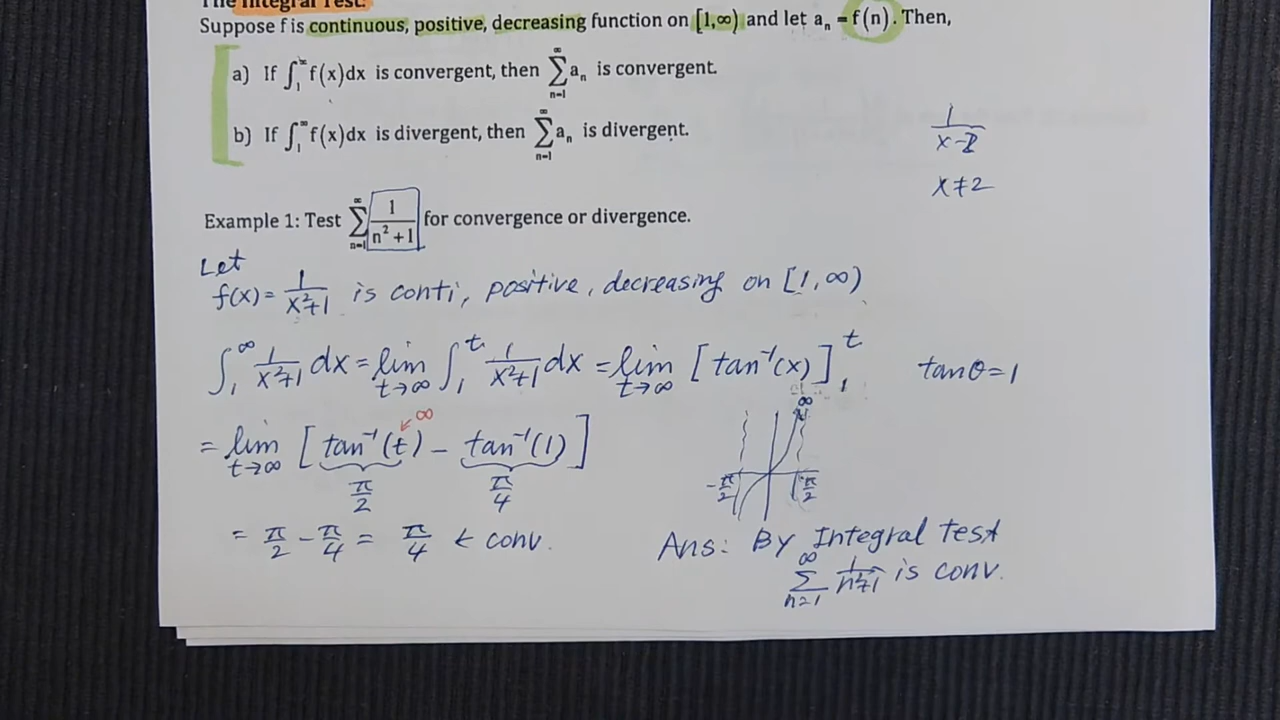 The Integral Test.
Suppose f is continuous, positive, decreasing function on [1,∞) and let aₙ = f(n). Then,
a) If ∫₁^∞ f(x)dx is convergent, then ∑_{n=1}^∞ aₙ is convergent.
b) If ∫₁^∞ f(x)dx is divergent, then ∑_{n=1}^∞ aₙ is divergent.
1/(x-2)
x≠2
Example 1: Test ∑_{n=1}^∞ 1/(n²+1) for convergence or divergence.
Let
f(x)= 1/(x²+1) is conti, positive, decreasing on [1,∞)
∫₁^∞ 1/(x²+1) dx = lim_{t→∞} ∫₁^t 1/(x²+1) dx = lim_{t→∞} [tan⁻¹(x)]₁^t
tanθ=1
= lim_{t→∞} [tan⁻¹(t) - tan⁻¹(1)]
∞
π/2
π/4
∞
-π/2
π/2
= π/2 - π/4 = π/4 ← conv.
Ans: By Integral test
∑_{n=1}^∞ 1/(n²+1) is conv.